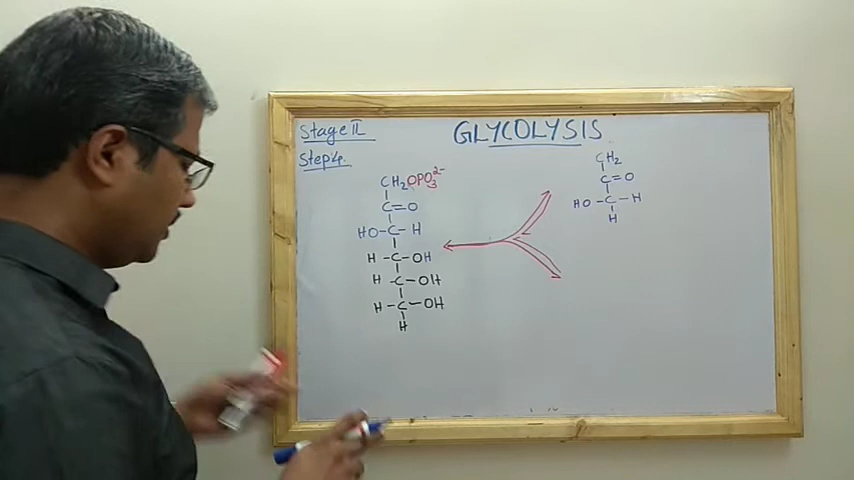 GLYCOLYSIS
Stage II
Step 4
CH2OPO3 2-
C=O
HO-C-H
H-C-OH
H-C-OH
H-C-OH
H
CH2
C=O
HO-C-H
H